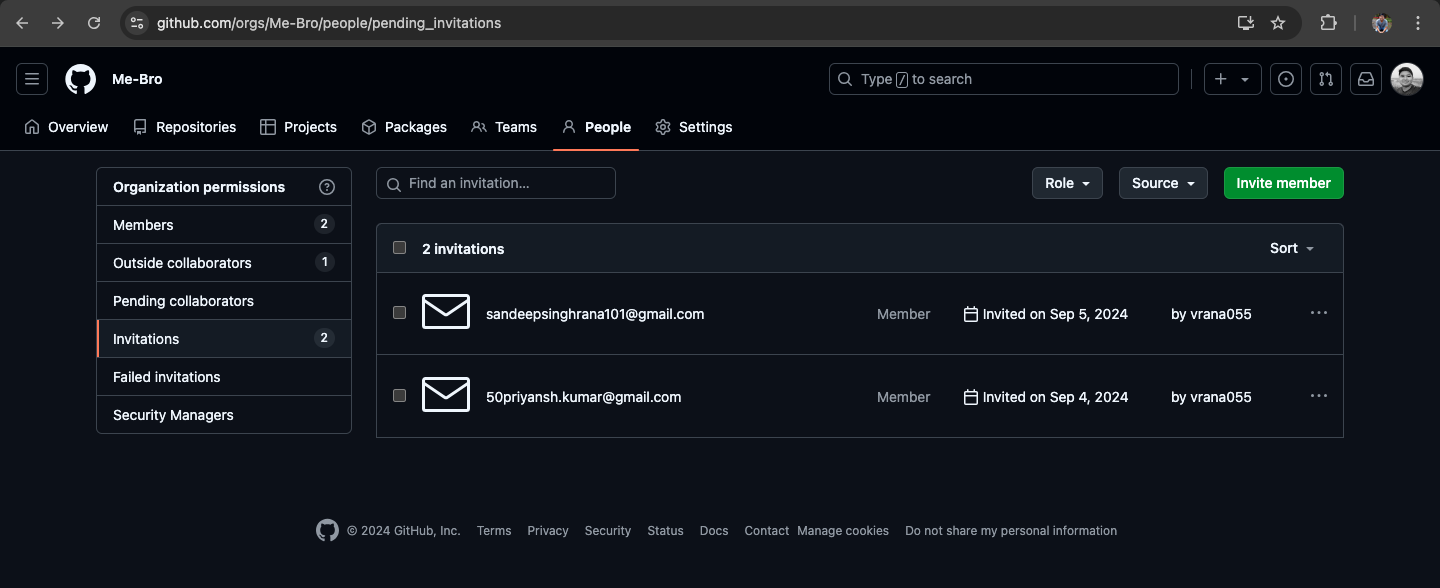 github.com/orgs/Me-Bro/people/pending_invitations
Me-Bro
Type / to search
Overview Repositories Projects Packages Teams People Settings
Organization permissions
Members 2
Outside collaborators 1
Pending collaborators
Invitations 2
Failed invitations
Security Managers
Find an invitation...
Role Source Invite member
2 invitations Sort
sandeepsinghrana101@gmail.com Member Invited on Sep 5, 2024 by vrana055
50priyansh.kumar@gmail.com Member Invited on Sep 4, 2024 by vrana055
© 2024 GitHub, Inc. Terms Privacy Security Status Docs Contact Manage cookies Do not share my personal information